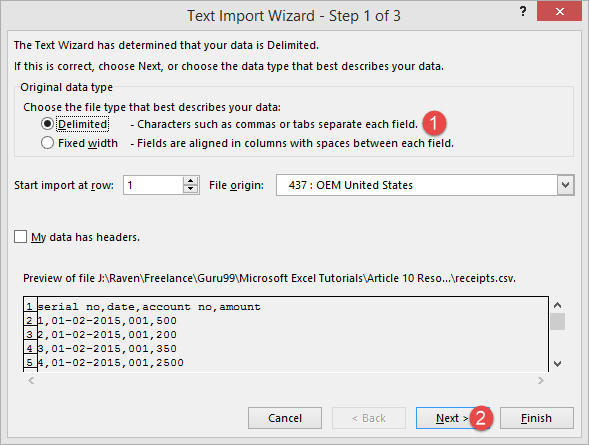 Text Import Wizard - Step 1 of 3
? ×
The Text Wizard has determined that your data is Delimited.
If this is correct, choose Next, or choose the data type that best describes your data.
Original data type
Choose the file type that best describes your data:
Delimited - Characters such as commas or tabs separate each field. 1
Fixed width - Fields are aligned in columns with spaces between each field.
Start import at row: 1 File origin: 437 : OEM United States
My data has headers.
Preview of file J:\Raven\Freelance\Guru99\Microsoft Excel Tutorials\Article 10 Reso...\receipts.csv.
1 serial no,date,account no,amount
2 1,01-02-2015,001,500
3 2,01-02-2015,001,200
4 3,01-02-2015,001,350
5 4,01-02-2015,001,2500
Cancel < Back Next > 2 Finish